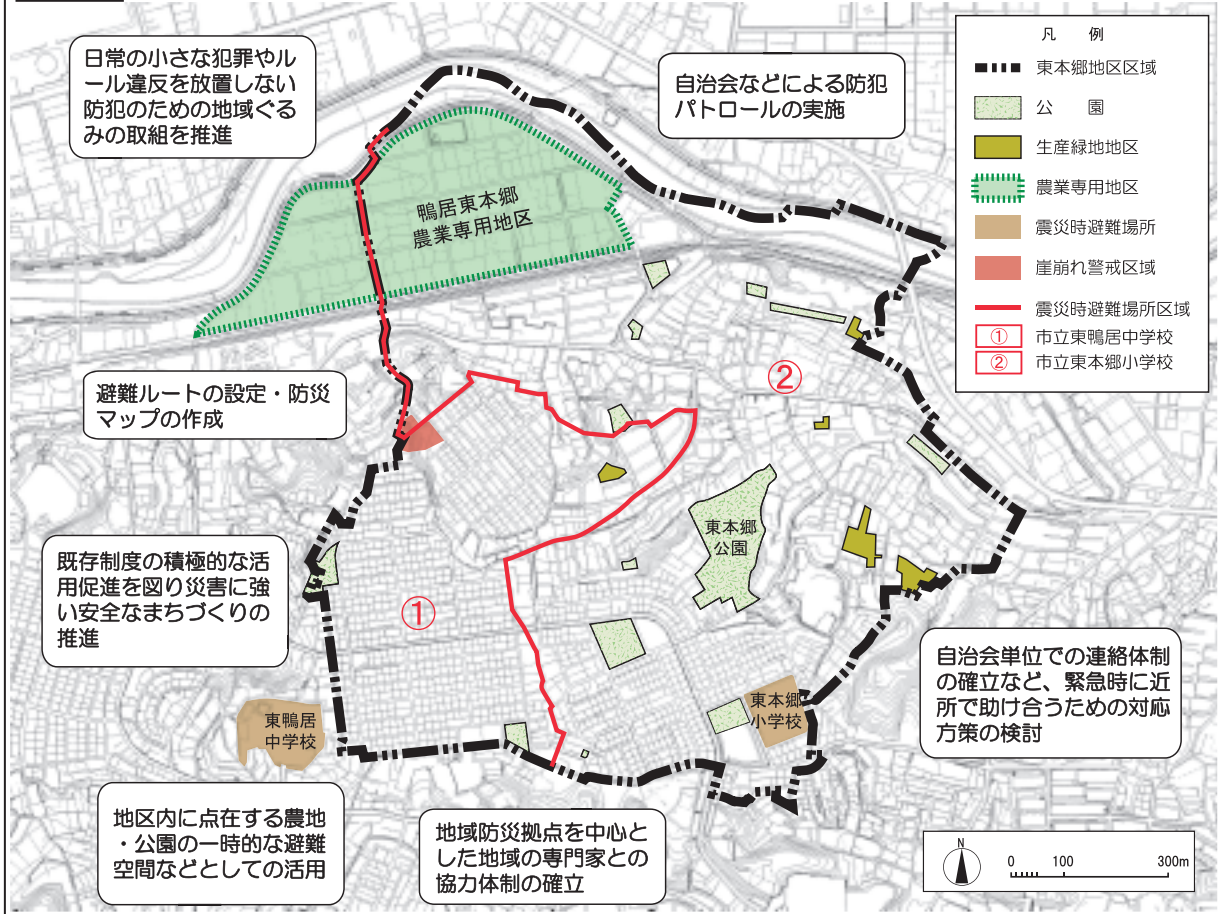 日常の小さな犯罪やル
ール違反を放置しない
防犯のための地域ぐる
みの取組を推進
自治会などによる防犯
パトロールの実施
凡　例
東本郷地区区域
公　園
生産緑地地区
農業専用地区
震災時避難場所
崖崩れ警戒区域
震災時避難場所区域
① 市立東鴨居中学校
② 市立東本郷小学校
鴨居東本郷
農業専用地区
避難ルートの設定・防災
マップの作成
②
東本郷
公園
既存制度の積極的な活
用促進を図り災害に強
い安全なまちづくりの
推進
①
自治会単位での連絡体制
の確立など、緊急時に近
所で助け合うための対応
方策の検討
東鴨居
中学校
東本郷
小学校
地区内に点在する農地
・公園の一時的な避難
空間などとしての活用
地域防災拠点を中心と
した地域の専門家との
協力体制の確立
N
0 100 300m